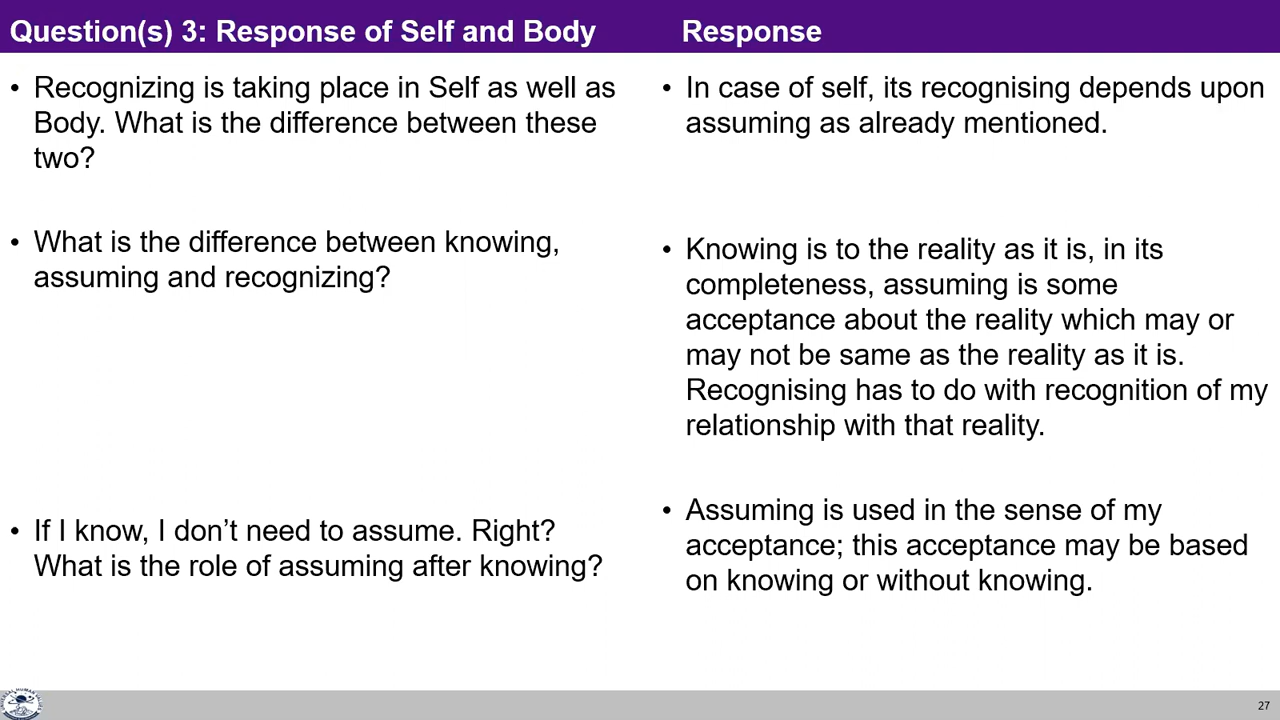 Question(s) 3: Response of Self and Body
Response
• Recognizing is taking place in Self as well as
Body. What is the difference between these
two?
• In case of self, its recognising depends upon
assuming as already mentioned.
• What is the difference between knowing,
assuming and recognizing?
• Knowing is to the reality as it is, in its
completeness, assuming is some
acceptance about the reality which may or
may not be same as the reality as it is.
Recognising has to do with recognition of my
relationship with that reality.
• If I know, I don’t need to assume. Right?
What is the role of assuming after knowing?
• Assuming is used in the sense of my
acceptance; this acceptance may be based
on knowing or without knowing.
27